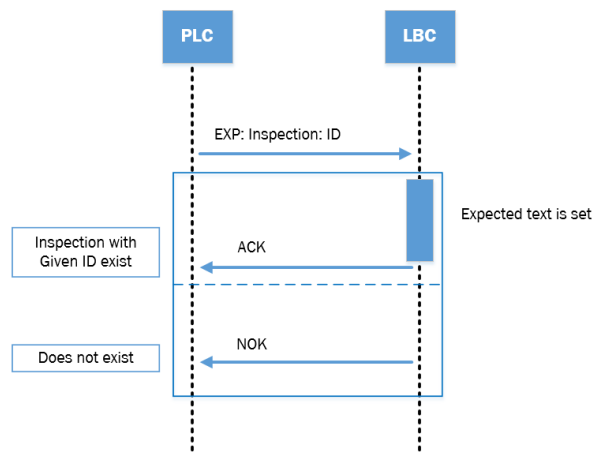 PLC
LBC
EXP: Inspection: ID
Expected text is set
Inspection with
Given ID exist
ACK
NOK
Does not exist